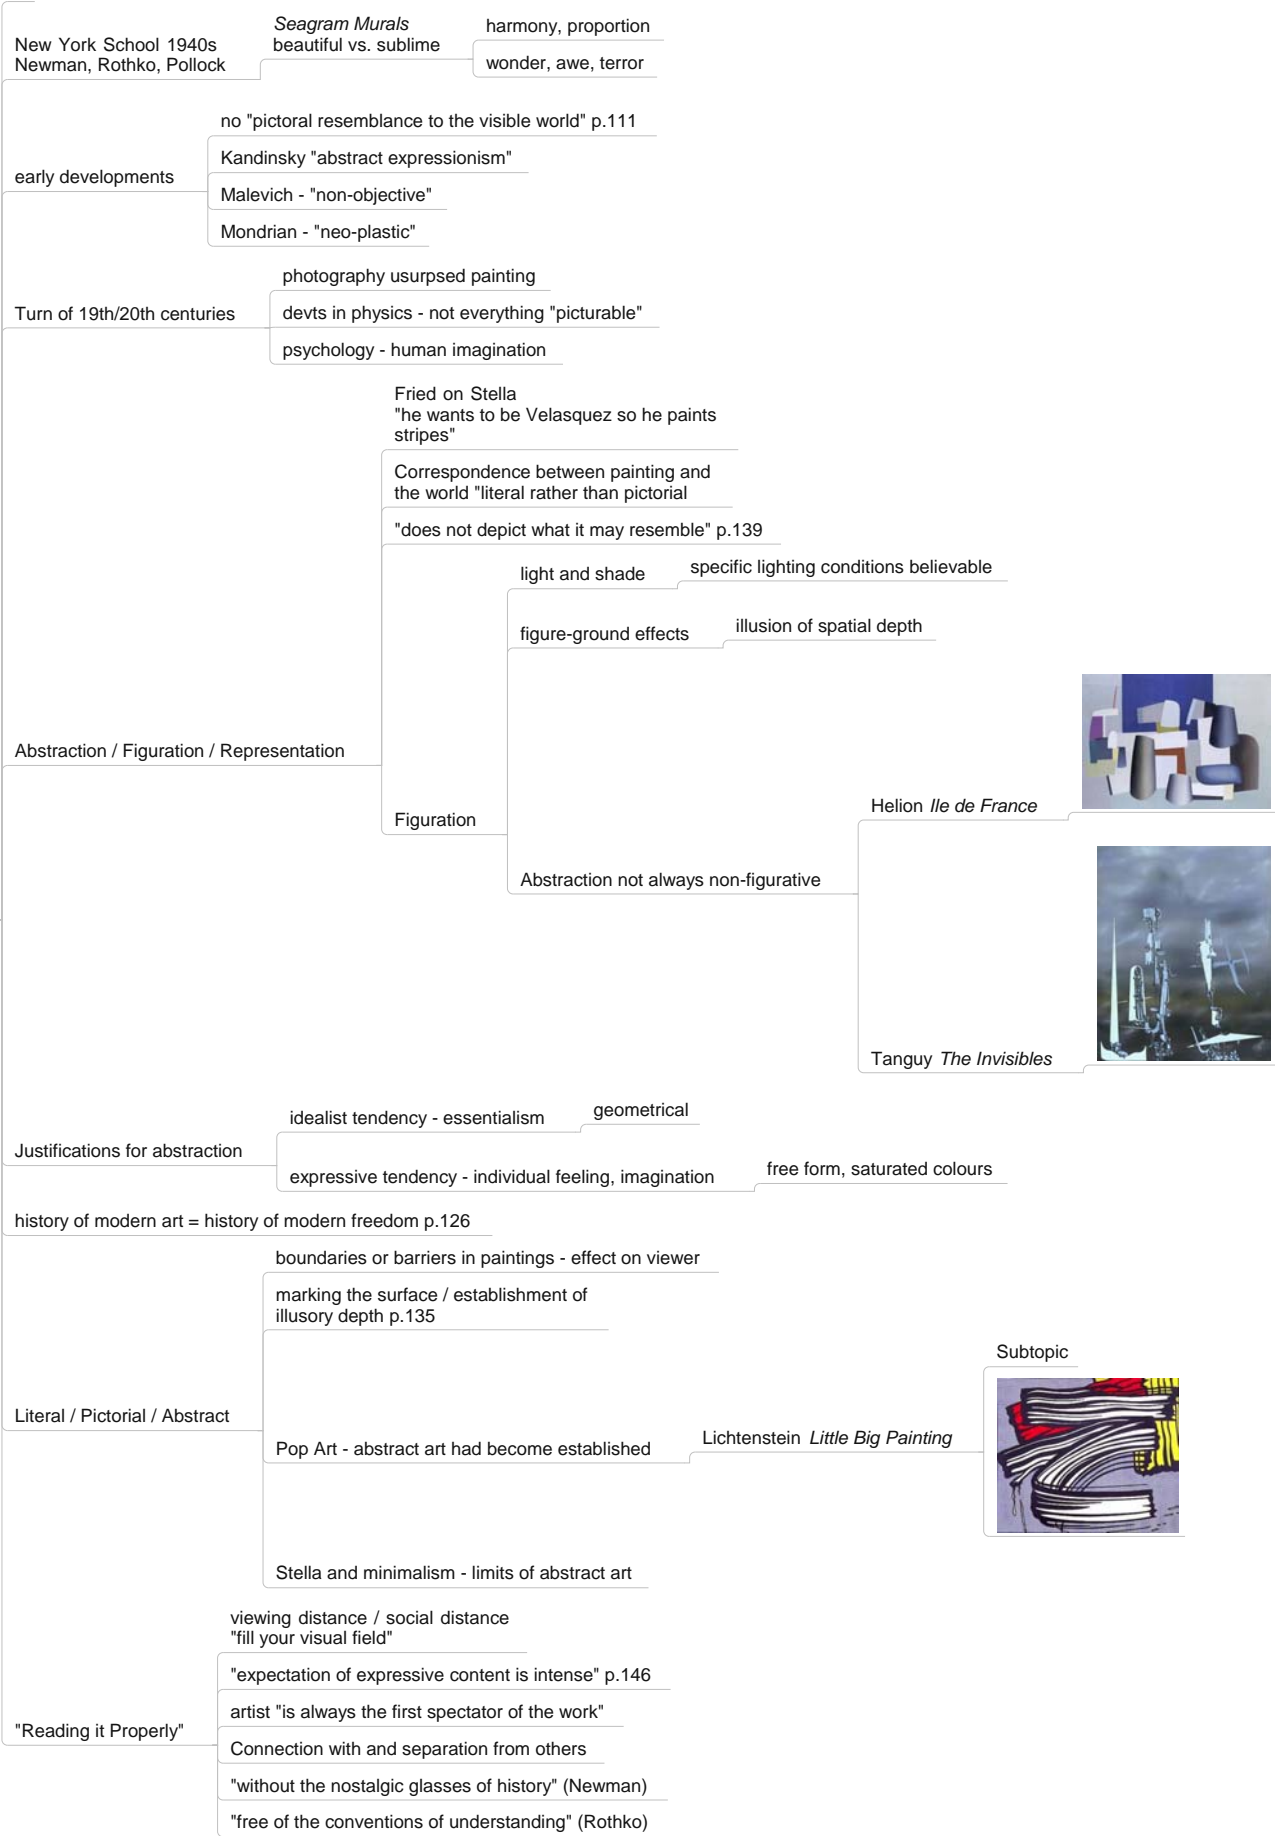 New York School 1940s
Newman, Rothko, Pollock
Seagram Murals
beautiful vs. sublime
harmony, proportion
wonder, awe, terror
early developments
no "pictoral resemblance to the visible world" p.111
Kandinsky "abstract expressionism"
Malevich - "non-objective"
Mondrian - "neo-plastic"
Turn of 19th/20th centuries
photography usurpsed painting
devts in physics - not everything "picturable"
psychology - human imagination
Abstraction / Figuration / Representation
Fried on Stella
"he wants to be Velasquez so he paints
stripes"
Correspondence between painting and
the world "literal rather than pictorial
"does not depict what it may resemble" p.139
Figuration
light and shade
specific lighting conditions believable
figure-ground effects
illusion of spatial depth
Abstraction not always non-figurative
Helion Ile de France
Tanguy The Invisibles
Justifications for abstraction
idealist tendency - essentialism
geometrical
expressive tendency - individual feeling, imagination
free form, saturated colours
history of modern art = history of modern freedom p.126
Literal / Pictorial / Abstract
boundaries or barriers in paintings - effect on viewer
marking the surface / establishment of
illusory depth p.135
Pop Art - abstract art had become established
Lichtenstein Little Big Painting
Subtopic
Stella and minimalism - limits of abstract art
"Reading it Properly"
viewing distance / social distance
"fill your visual field"
"expectation of expressive content is intense" p.146
artist "is always the first spectator of the work"
Connection with and separation from others
"without the nostalgic glasses of history" (Newman)
"free of the conventions of understanding" (Rothko)